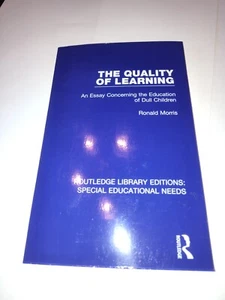 THE QUALITY
OF LEARNING
An Essay Concerning the Education
of Dull Children
Ronald Morris
ROUTLEDGE LIBRARY EDITIONS:
SPECIAL EDUCATIONAL NEEDS
ROUTLEDGE